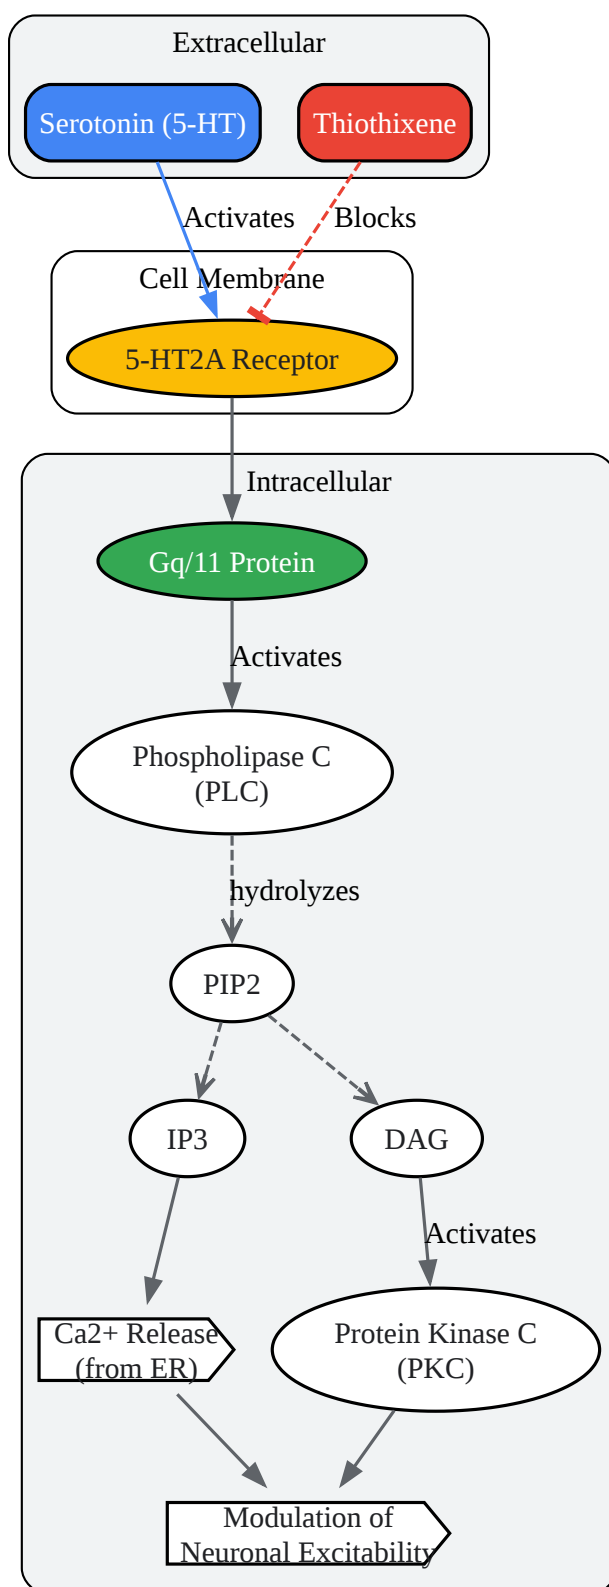 Extracellular
Serotonin (5-HT)
Thiothixene
Activates
Blocks
Cell Membrane
5-HT2A Receptor
Intracellular
Gq/11 Protein
Activates
Phospholipase C
(PLC)
hydrolyzes
PIP2
IP3
DAG
Activates
Ca2+ Release
(from ER)
Protein Kinase C
(PKC)
Modulation of
Neuronal Excitability